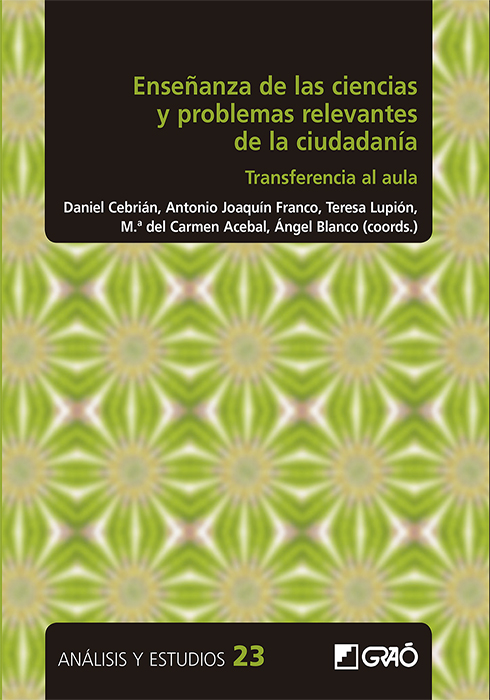 Enseñanza de las ciencias
y problemas relevantes
de la ciudadanía
Transferencia al aula
Daniel Cebrián, Antonio Joaquín Franco, Teresa Lupión,
M.ª del Carmen Acebal, Ángel Blanco (coords.)
ANÁLISIS Y ESTUDIOS 23
GRAÓ